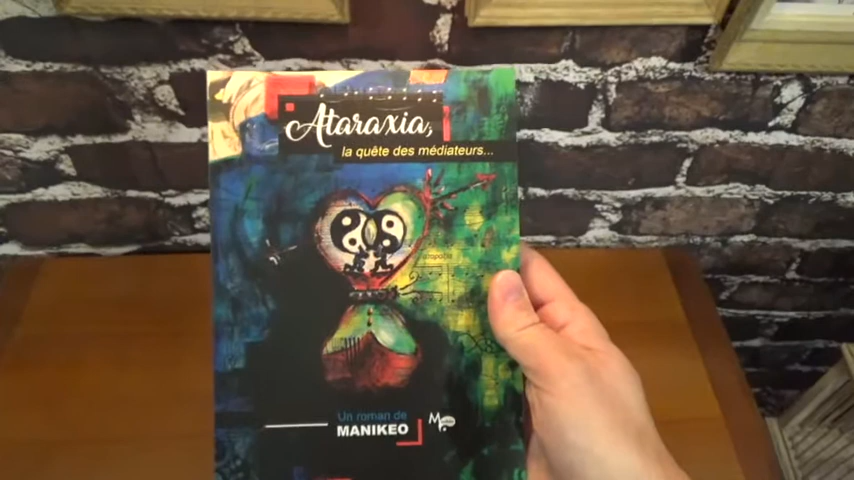 Ataraxia,
la quête des médiateurs...
Un roman de
MANIKEO